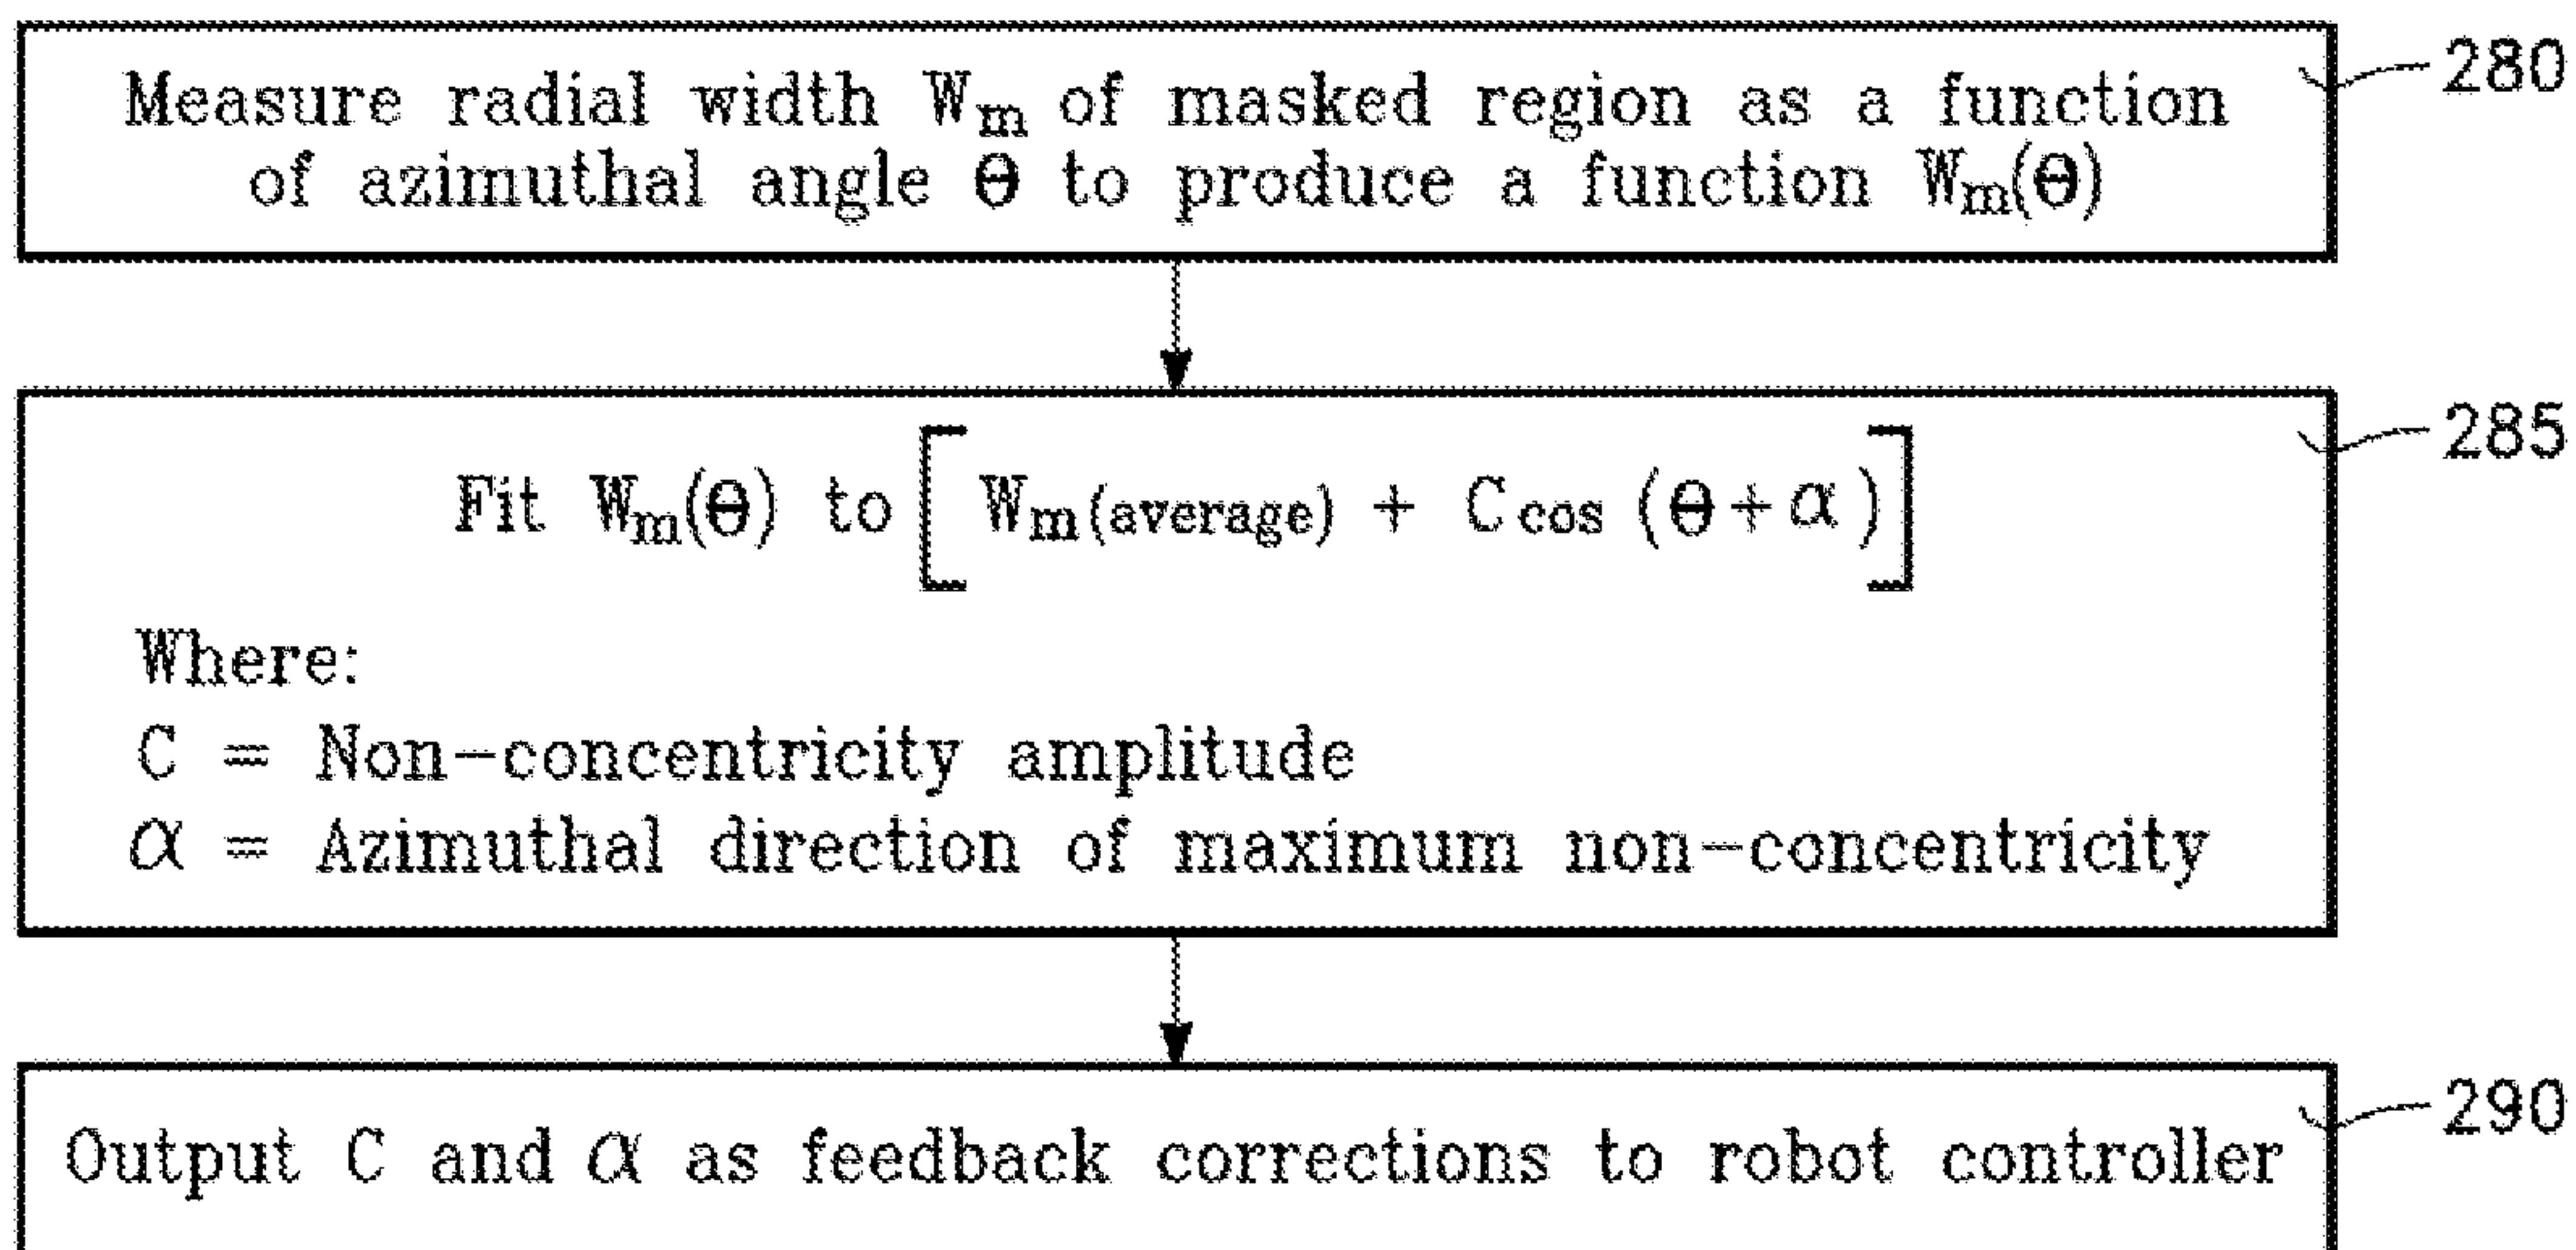 Measure radial width Wm of masked region as a function
of azimuthal angle Θ to produce a function Wm(Θ)
280
Fit Wm(Θ) to [ Wm(average) + C cos (Θ+α) ]
285
Where:
C = Non-concentricity amplitude
α = Azimuthal direction of maximum non-concentricity
Output C and α as feedback corrections to robot controller
290